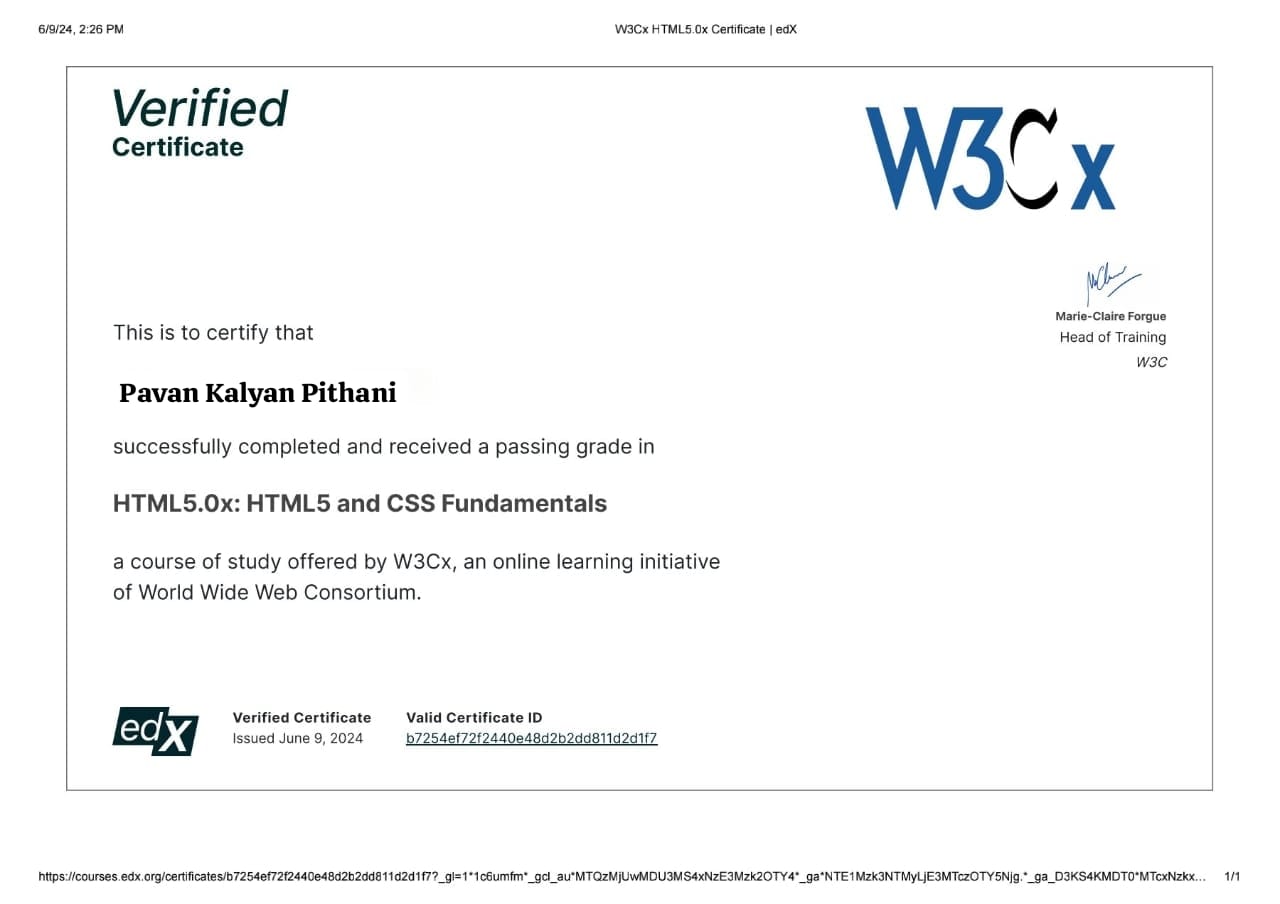 6/9/24, 2:26 PM
W3Cx HTML5.0x Certificate | edX
Verified
Certificate
W3Cx
Marie-Claire Forgue
Head of Training
W3C
This is to certify that
Pavan Kalyan Pithani
successfully completed and received a passing grade in
HTML5.0x: HTML5 and CSS Fundamentals
a course of study offered by W3Cx, an online learning initiative
of World Wide Web Consortium.
edX
Verified Certificate
Issued June 9, 2024
Valid Certificate ID
b7254ef72f2440e48d2b2dd811d2d1f7
https://courses.edx.org/certificates/b7254ef72f2440e48d2b2dd811d2d1f7?_gl=1*1c6umfm*_gcl_au*MTQzMjUwMDU3MS4xNzE3Mzk2OTY4*_ga*NTE1Mzk3NTMyLjE3MTczOTY5Njg.*_ga_D3KS4KMDT0*MTcxNzkx... 1/1